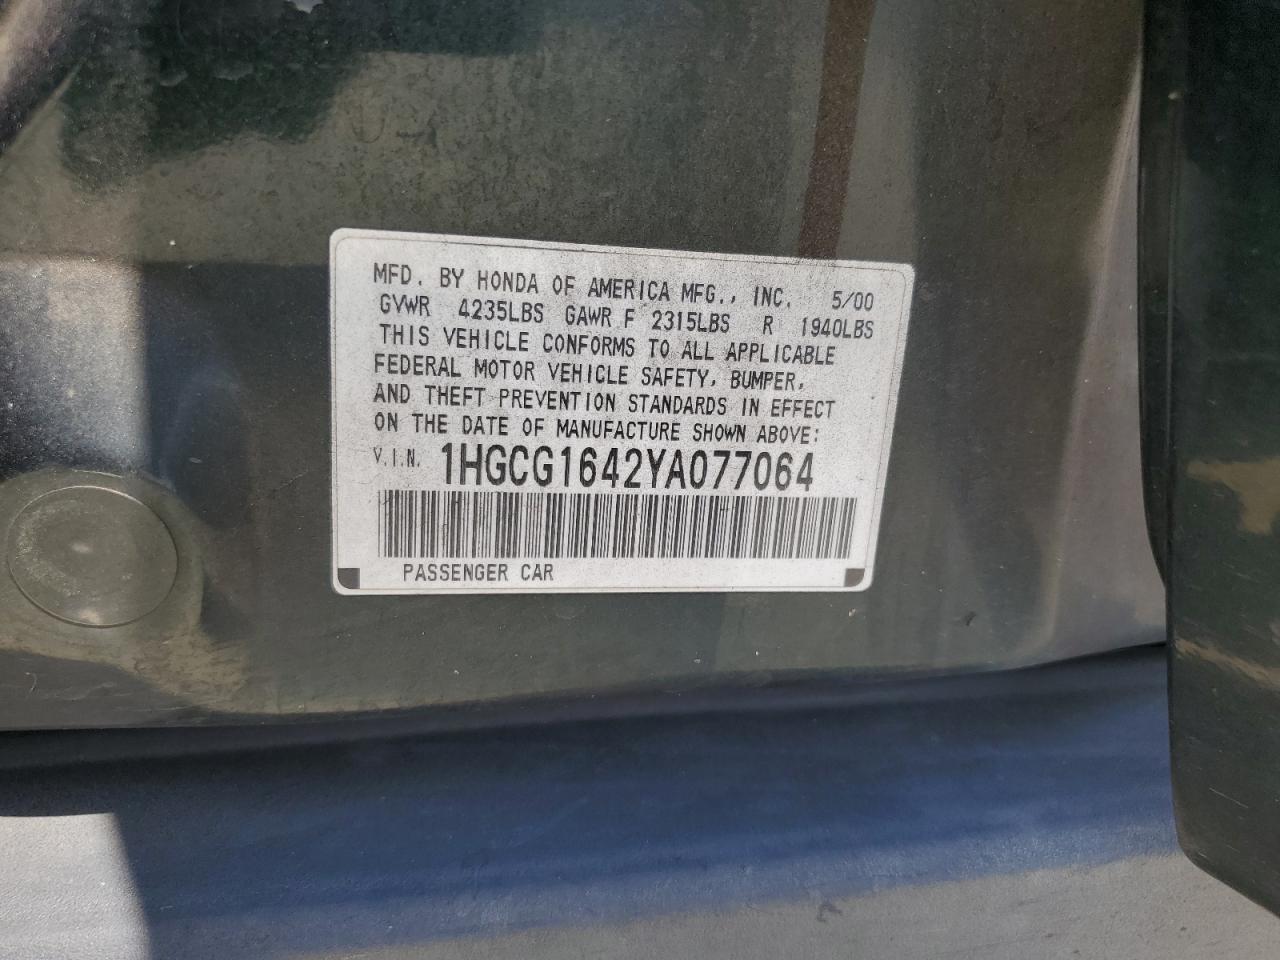 MFD. BY HONDA OF AMERICA MFG., INC. 5/00
GVWR 4235LBS GAWR F 2315LBS R 1940LBS
THIS VEHICLE CONFORMS TO ALL APPLICABLE
FEDERAL MOTOR VEHICLE SAFETY, BUMPER,
AND THEFT PREVENTION STANDARDS IN EFFECT
ON THE DATE OF MANUFACTURE SHOWN ABOVE:
V.I.N. 1HGCG1642YA077064
PASSENGER CAR